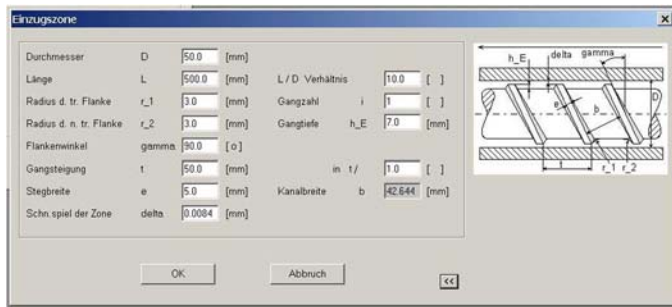 Einzugszone
Durchmesser D 50.0 [mm]
Länge L 500.0 [mm] L / D Verhältnis 10.0 [ ]
Radius d. tr. Flanke r_1 3.0 [mm] Gangzahl i 1 [ ]
Radius d. n. tr. Flanke r_2 3.0 [mm] Gangtiefe h_E 7.0 [mm]
Flankenwinkel gamma 90.0 [o]
Gangsteigung t 50.0 [mm] in t / 1.0 [ ]
Stegbreite e 5.0 [mm] Kanalbreite b 42.644 [mm]
Schn.spiel der Zone delta 0.0084 [mm]
OK Abbruch <<
h_E delta gamma
e b D
t r_1 r_2